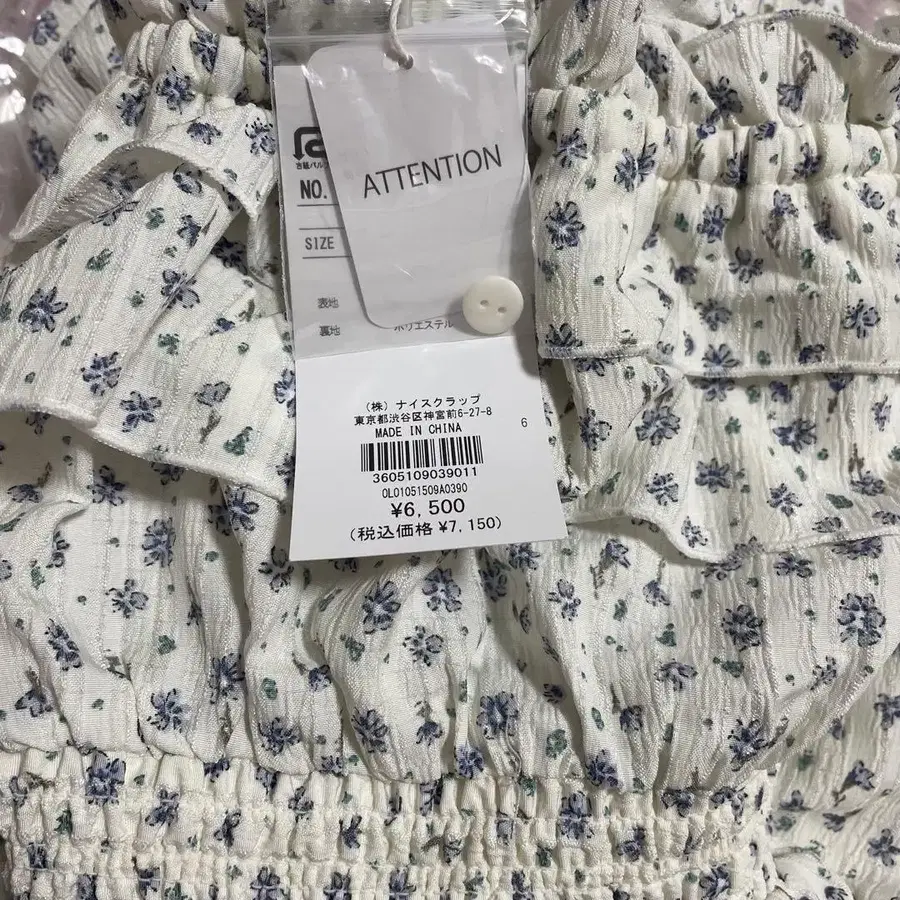 ATTENTION
NO.
SIZE
表地
裏地
ポリエステル
(株) ナイスクラップ
東京都渋谷区神宮前6-27-8
MADE IN CHINA
6
3605109039011
OLO1051509A0390
¥6,500
(税込価格 ¥7,150)